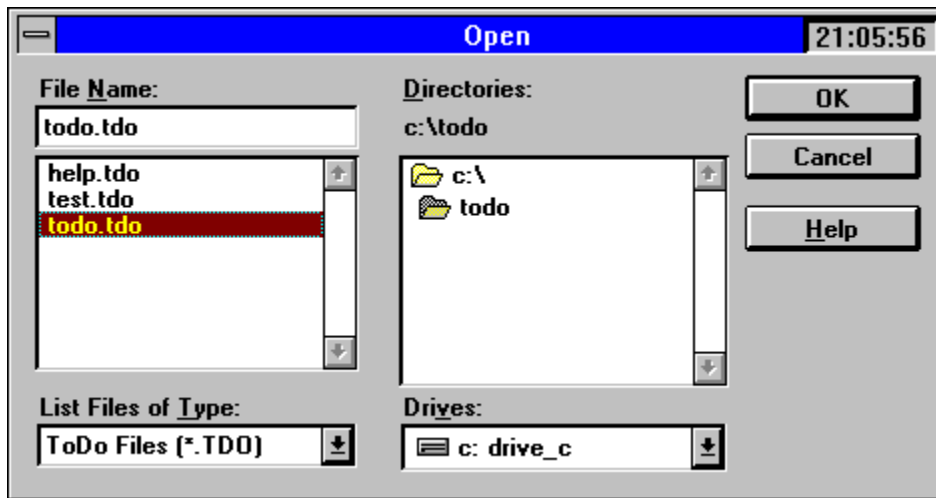 Open
21:05:56
File Name:
todo.tdo
help.tdo
test.tdo
todo.tdo
List Files of Type:
ToDo Files (*.TDO)
Directories:
c:\todo
c:\
todo
Drives:
c: drive_c
OK
Cancel
Help